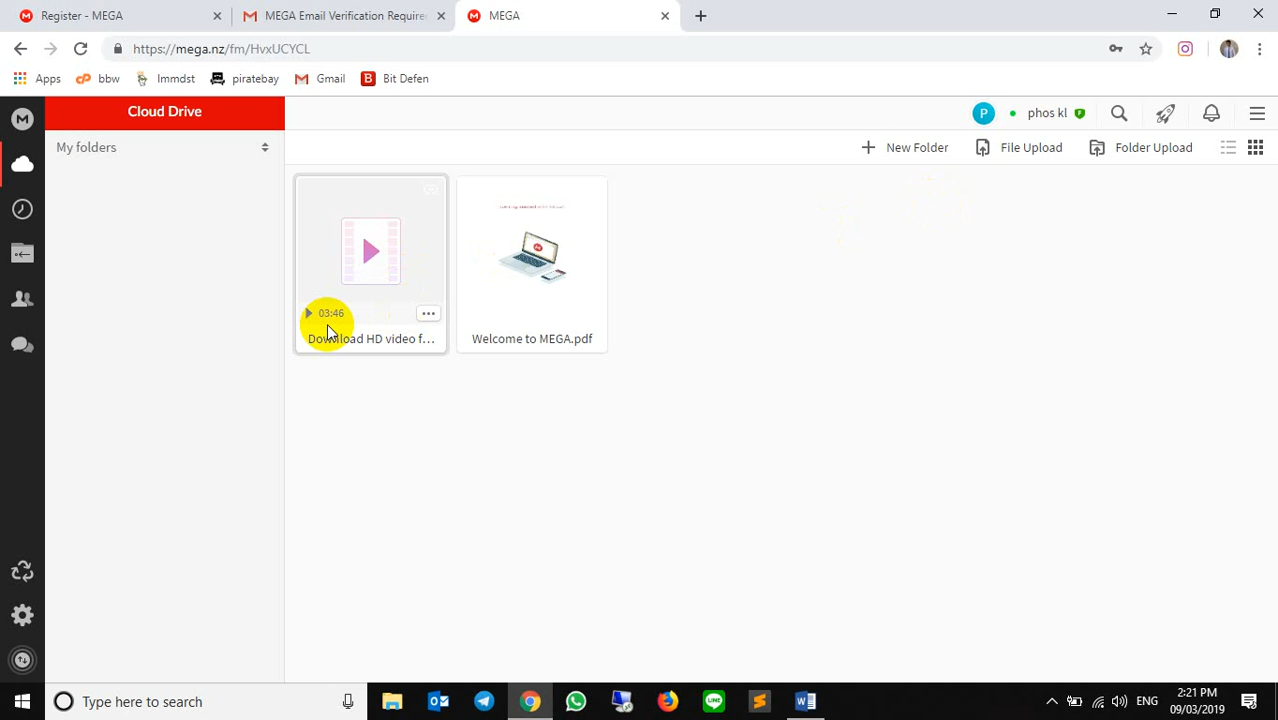 Register - MEGA
MEGA Email Verification Require
MEGA
https://mega.nz/fm/HvxUCYCL
Apps
bbw
Immdst
piratebay
Gmail
Bit Defen
Cloud Drive
P
phos kl
My folders
New Folder
File Upload
Folder Upload
03:46
Download HD video f...
Welcome to MEGA.pdf
Type here to search
ENG
2:21 PM
09/03/2019